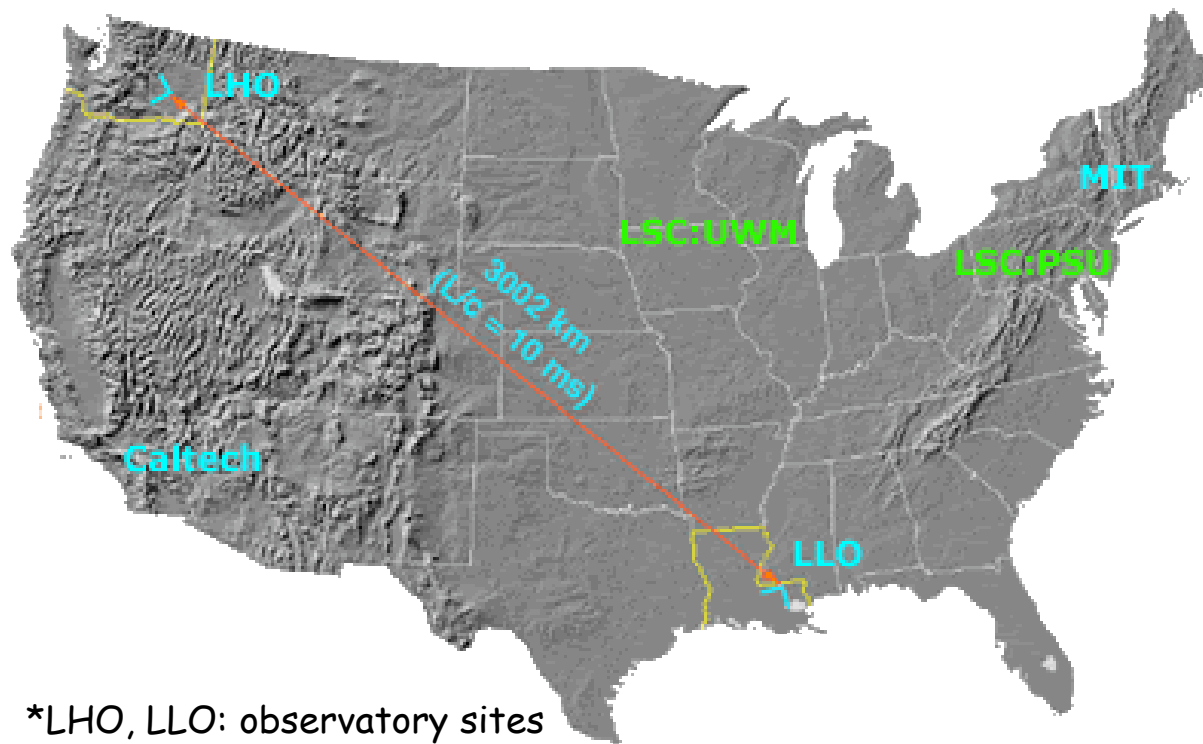 LHO
MIT
LSC:UWM
LSC:PSU
3002 km
(L/c = 10 ms)
Caltech
LLO
*LHO, LLO: observatory sites